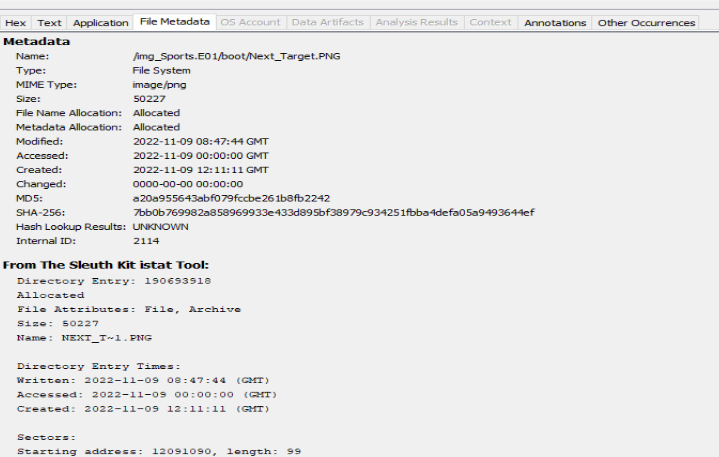 Hex Text Application File Metadata OS Account Data Artifacts Analysis Results Context Annotations Other Occurrences
Metadata
Name: /img_Sports.E01/boot/Next_Target.PNG
Type: File System
MIME Type: image/png
Size: 50227
File Name Allocation: Allocated
Metadata Allocation: Allocated
Modified: 2022-11-09 08:47:44 GMT
Accessed: 2022-11-09 00:00:00 GMT
Created: 2022-11-09 12:11:11 GMT
Changed: 0000-00-00 00:00:00
MD5: a20a955643abf079fccbe261b8fb2242
SHA-256: 7bb0b769982a858969933e433d895bf38979c934251fbba4defa05a9493644ef
Hash Lookup Results: UNKNOWN
Internal ID: 2114
From The Sleuth Kit istat Tool:
Directory Entry: 190693918
Allocated
File Attributes: File, Archive
Size: 50227
Name: NEXT_T~1.PNG
Directory Entry Times:
Written: 2022-11-09 08:47:44 (GMT)
Accessed: 2022-11-09 00:00:00 (GMT)
Created: 2022-11-09 12:11:11 (GMT)
Sectors:
Starting address: 12091090, length: 99